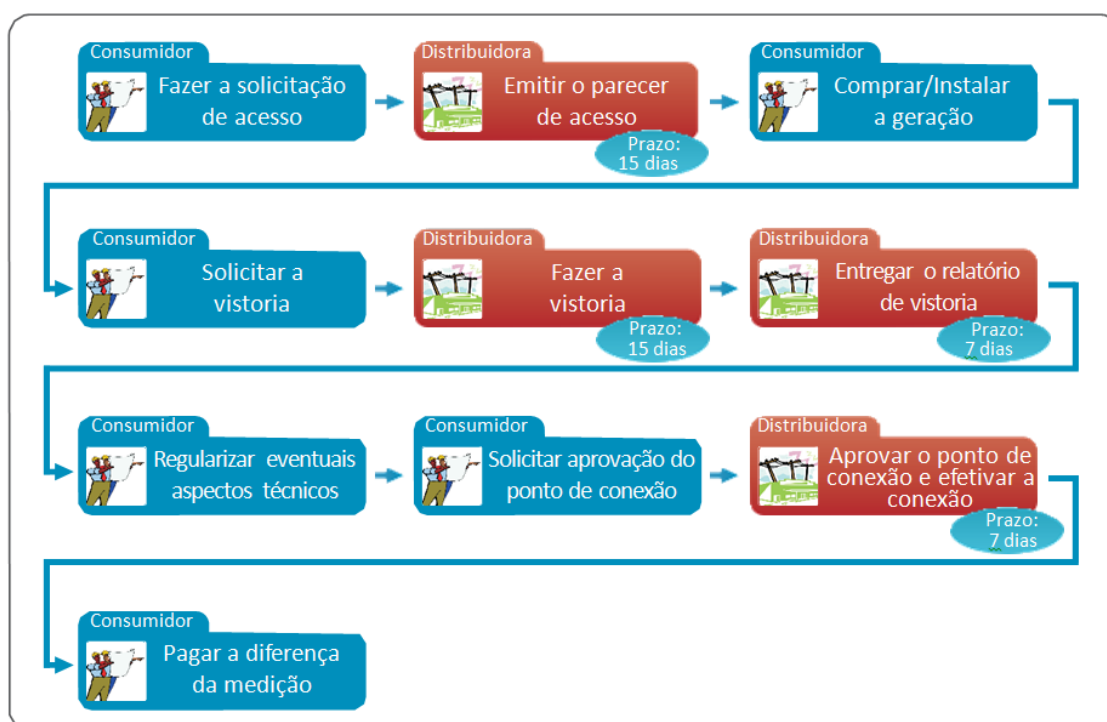 Consumidor
Fazer a solicitação
de acesso
Distribuidora
Emitir o parecer
de acesso
Prazo:
15 dias
Consumidor
Comprar/Instalar
a geração
Consumidor
Solicitar a
vistoria
Distribuidora
Fazer a
vistoria
Prazo:
15 dias
Distribuidora
Entregar o relatório
de vistoria
Prazo:
7 dias
Consumidor
Regularizar eventuais
aspectos técnicos
Consumidor
Solicitar aprovação do
ponto de conexão
Distribuidora
Aprovar o ponto de
conexão e efetivar a
conexão
Prazo:
7 dias
Consumidor
Pagar a diferença
da medição